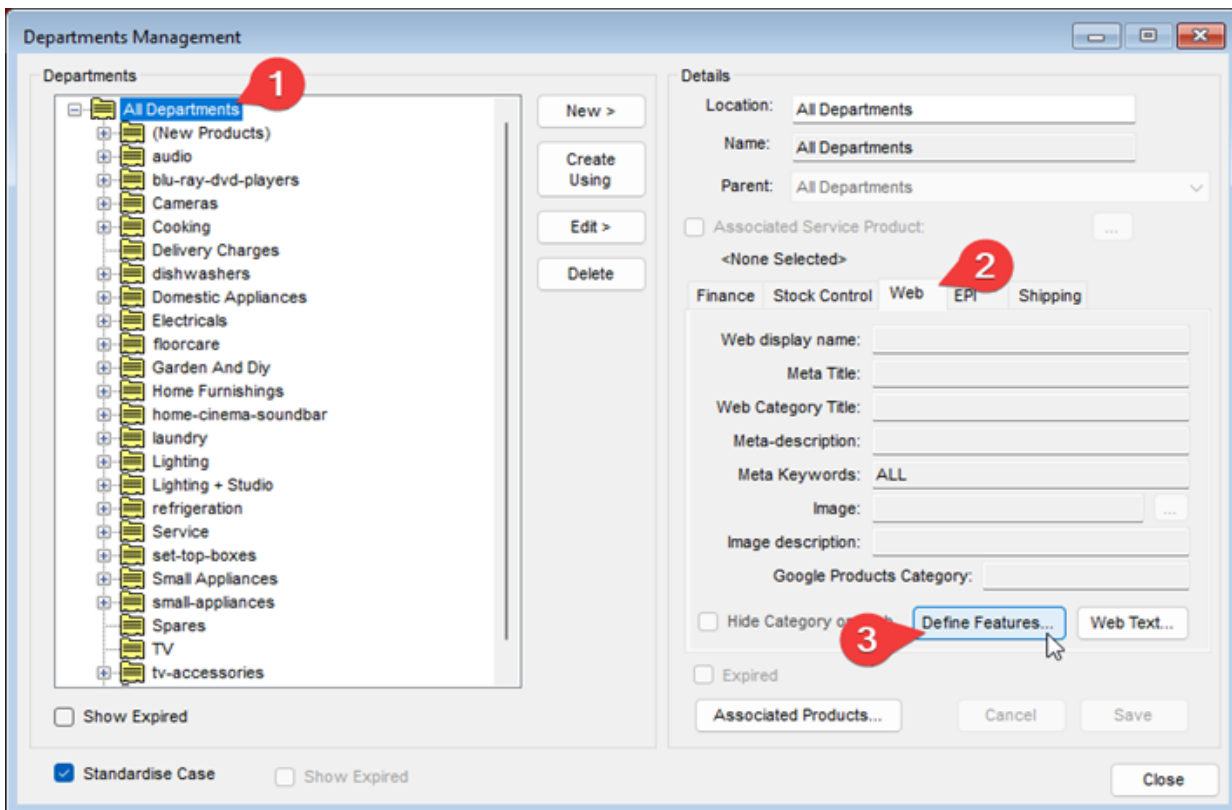 Departments Management
Departments
1
All Departments
(New Products)
audio
blu-ray-dvd-players
Cameras
Cooking
Delivery Charges
dishwashers
Domestic Appliances
Electricals
floorcare
Garden And Diy
Home Furnishings
home-cinema-soundbar
laundry
Lighting
Lighting + Studio
refrigeration
Service
set-top-boxes
Small Appliances
small-appliances
Spares
TV
tv-accessories
Show Expired
New >
Create
Using
Edit >
Delete
Details
Location: All Departments
Name: All Departments
Parent: All Departments
Associated Service Product: ...
<None Selected>
2
Finance Stock Control Web EPI Shipping
Web display name:
Meta Title:
Web Category Title:
Meta-description:
Meta Keywords: ALL
Image: ...
Image description:
Google Products Category:
Hide Category Define Features... Web Text...
3
Expired
Associated Products... Cancel Save
Standardise Case Show Expired Close